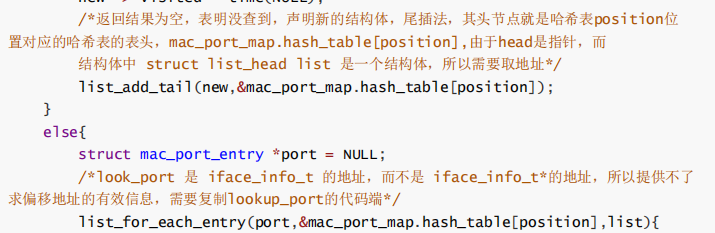 /*返回结果为空，表明没查到，声明新的结构体，尾插法，其头节点就是哈希表position位
置对应的哈希表的表头，mac_port_map.hash_table[position],由于head是指针，而
结构体中 struct list_head list 是一个结构体，所以需要取地址*/
list_add_tail(new,&mac_port_map.hash_table[position]);
}
else{
struct mac_port_entry *port = NULL;
/*look_port 是 iface_info_t 的地址，而不是 iface_info_t*的地址，所以提供不了
求偏移地址的有效信息，需要复制lookup_port的代码端*/
list_for_each_entry(port,&mac_port_map.hash_table[position],list){